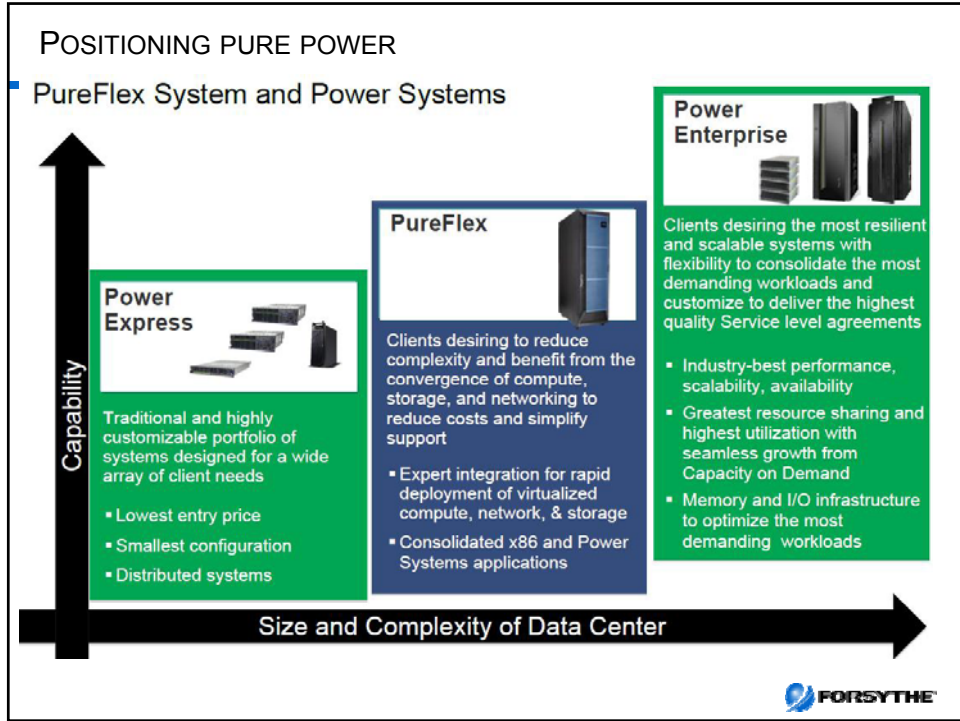 POSITIONING PURE POWER
PureFlex System and Power Systems
Capability
Power
Express
Traditional and highly
customizable portfolio of
systems designed for a wide
array of client needs
▪ Lowest entry price
▪ Smallest configuration
▪ Distributed systems
PureFlex
Clients desiring to reduce
complexity and benefit from the
convergence of compute,
storage, and networking to
reduce costs and simplify
support
▪ Expert integration for rapid
deployment of virtualized
compute, network, & storage
▪ Consolidated x86 and Power
Systems applications
Power
Enterprise
Clients desiring the most resilient
and scalable systems with
flexibility to consolidate the most
demanding workloads and
customize to deliver the highest
quality Service level agreements
▪ Industry-best performance,
scalability, availability
▪ Greatest resource sharing and
highest utilization with
seamless growth from
Capacity on Demand
▪ Memory and I/O infrastructure
to optimize the most
demanding workloads
Size and Complexity of Data Center
FORSYTHE